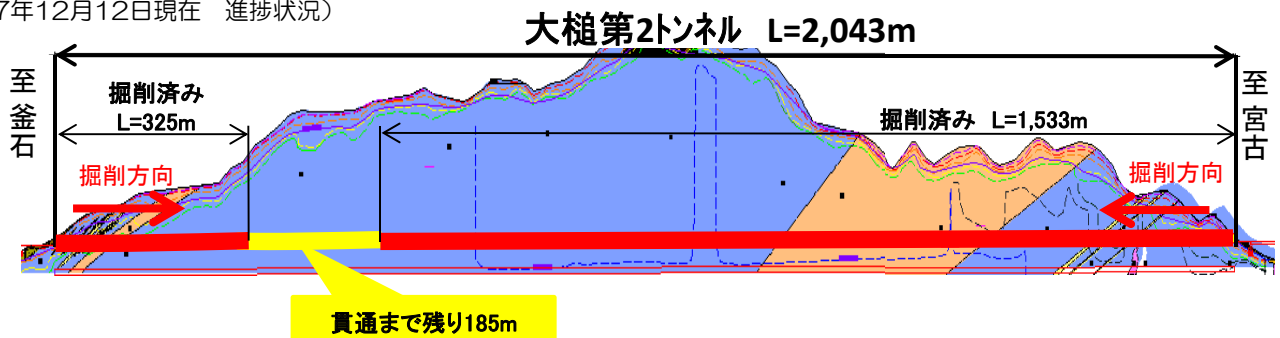 7年12月12日現在 進捗状況)
大槌第2トンネル L=2,043m
至釜石
掘削済み
L=325m
掘削済み L=1,533m
至宮古
掘削方向
掘削方向
貫通まで残り185m